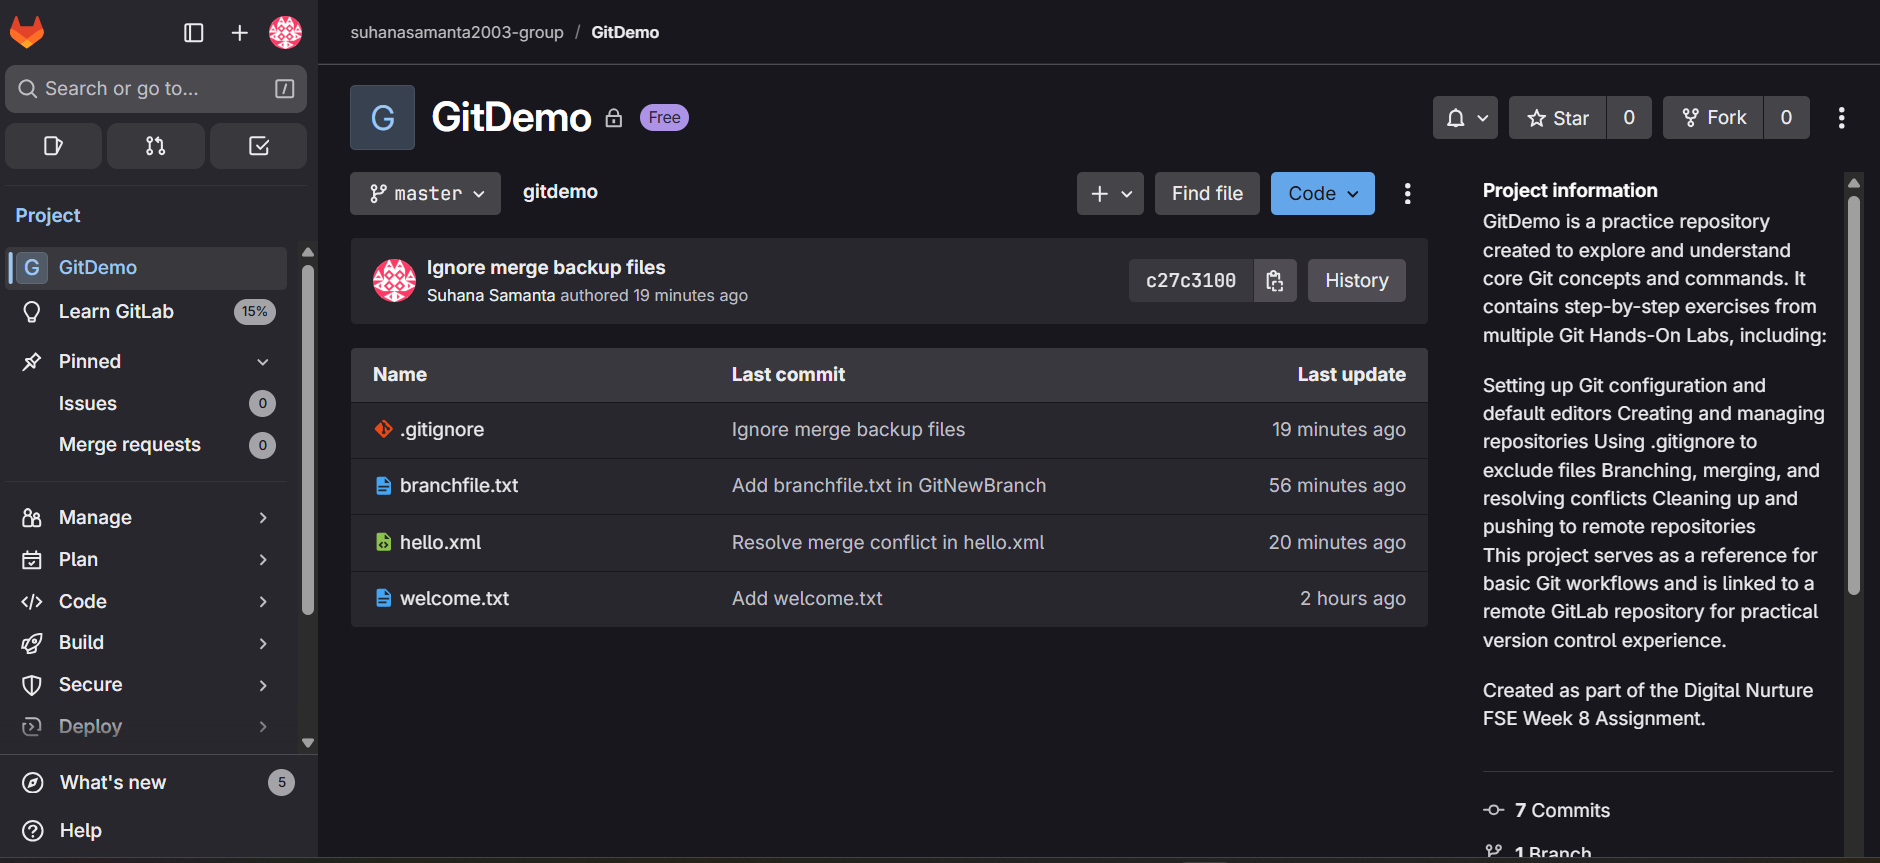 suhanasamanta2003-group / GitDemo
Search or go to... /
Project
G GitDemo
Learn GitLab 15%
Pinned
Issues 0
Merge requests 0
Manage
Plan
Code
Build
Secure
Deploy
What's new 5
Help
G GitDemo Free
Star 0 Fork 0
master gitdemo
Find file Code
Ignore merge backup files
Suhana Samanta authored 19 minutes ago
c27c3100 History
Name Last commit Last update
.gitignore Ignore merge backup files 19 minutes ago
branchfile.txt Add branchfile.txt in GitNewBranch 56 minutes ago
hello.xml Resolve merge conflict in hello.xml 20 minutes ago
welcome.txt Add welcome.txt 2 hours ago
Project information
GitDemo is a practice repository
created to explore and understand
core Git concepts and commands. It
contains step-by-step exercises from
multiple Git Hands-On Labs, including:
Setting up Git configuration and
default editors Creating and managing
repositories Using .gitignore to
exclude files Branching, merging, and
resolving conflicts Cleaning up and
pushing to remote repositories
This project serves as a reference for
basic Git workflows and is linked to a
remote GitLab repository for practical
version control experience.
Created as part of the Digital Nurture
FSE Week 8 Assignment.
7 Commits
1 Branch